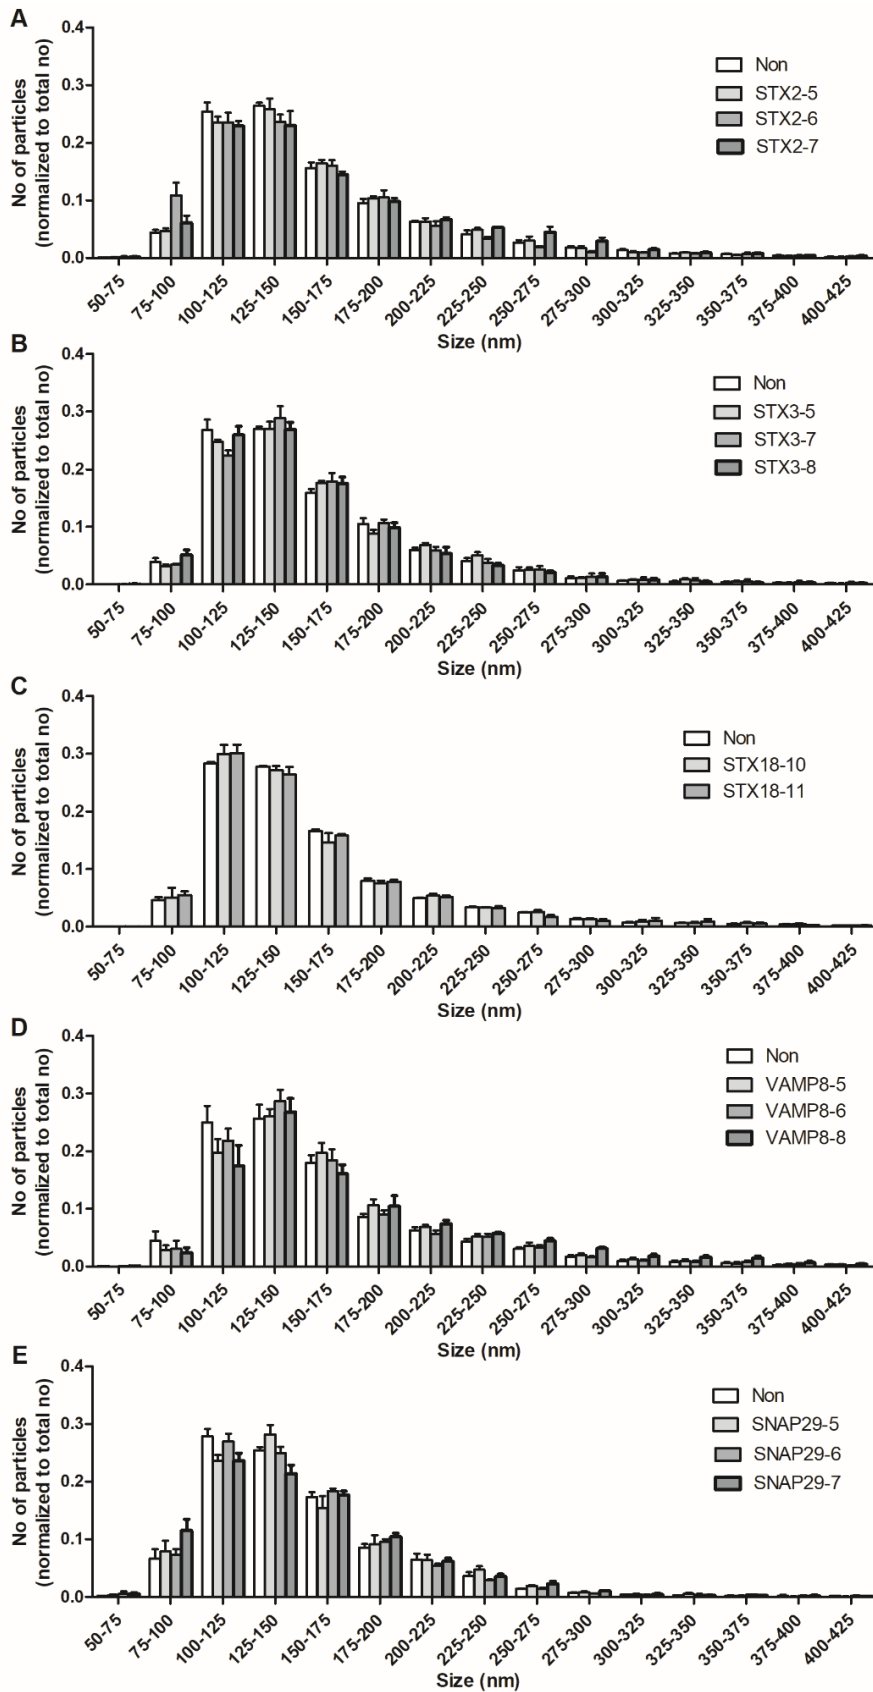 A
No of particles
(normalized to total no)
0.4
0.3
0.2
0.1
0.0
Non
STX2-5
STX2-6
STX2-7
50-75
75-100
100-125
125-150
150-175
175-200
200-225
225-250
250-275
275-300
300-325
325-350
350-375
375-400
400-425
Size (nm)
B
No of particles
(normalized to total no)
0.4
0.3
0.2
0.1
0.0
Non
STX3-5
STX3-7
STX3-8
50-75
75-100
100-125
125-150
150-175
175-200
200-225
225-250
250-275
275-300
300-325
325-350
350-375
375-400
400-425
Size (nm)
C
No of particles
(normalized to total no)
0.4
0.3
0.2
0.1
0.0
Non
STX18-10
STX18-11
50-75
75-100
100-125
125-150
150-175
175-200
200-225
225-250
250-275
275-300
300-325
325-350
350-375
375-400
400-425
Size (nm)
D
No of particles
(normalized to total no)
0.4
0.3
0.2
0.1
0.0
Non
VAMP8-5
VAMP8-6
VAMP8-8
50-75
75-100
100-125
125-150
150-175
175-200
200-225
225-250
250-275
275-300
300-325
325-350
350-375
375-400
400-425
Size (nm)
E
No of particles
(normalized to total no)
0.4
0.3
0.2
0.1
0.0
Non
SNAP29-5
SNAP29-6
SNAP29-7
50-75
75-100
100-125
125-150
150-175
175-200
200-225
225-250
250-275
275-300
300-325
325-350
350-375
375-400
400-425
Size (nm)